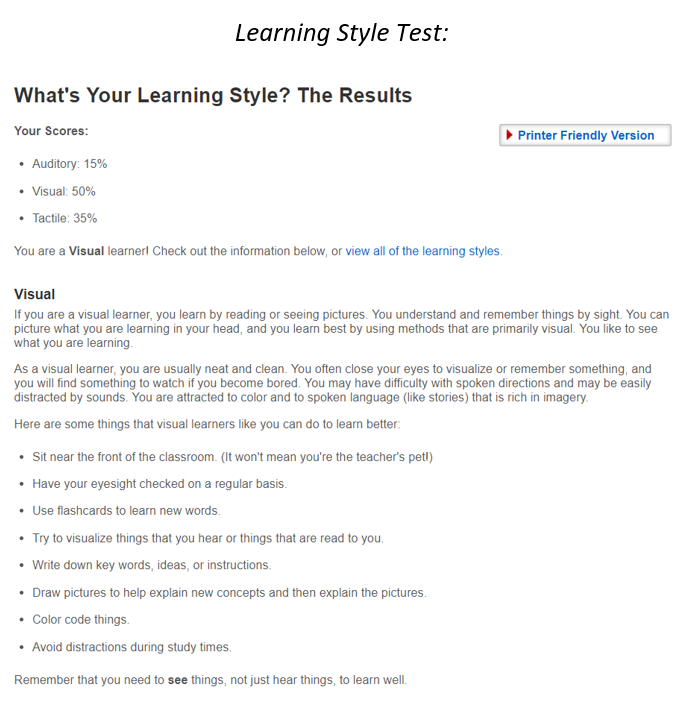 Learning Style Test:
What's Your Learning Style? The Results
Your Scores:
Printer Friendly Version
• Auditory: 15%
• Visual: 50%
• Tactile: 35%
You are a Visual learner! Check out the information below, or view all of the learning styles.
Visual
If you are a visual learner, you learn by reading or seeing pictures. You understand and remember things by sight. You can
picture what you are learning in your head, and you learn best by using methods that are primarily visual. You like to see
what you are learning.
As a visual learner, you are usually neat and clean. You often close your eyes to visualize or remember something, and
you will find something to watch if you become bored. You may have difficulty with spoken directions and may be easily
distracted by sounds. You are attracted to color and to spoken language (like stories) that is rich in imagery.
Here are some things that visual learners like you can do to learn better:
• Sit near the front of the classroom. (It won't mean you're the teacher's pet!)
• Have your eyesight checked on a regular basis.
• Use flashcards to learn new words.
• Try to visualize things that you hear or things that are read to you.
• Write down key words, ideas, or instructions.
• Draw pictures to help explain new concepts and then explain the pictures.
• Color code things.
• Avoid distractions during study times.
Remember that you need to see things, not just hear things, to learn well.